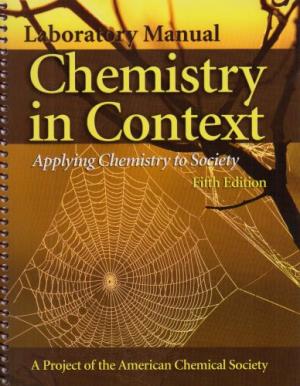 Laboratory Manual
Chemistry
in Context
Applying Chemistry to Society
Fifth Edition
A Project of the American Chemical Society